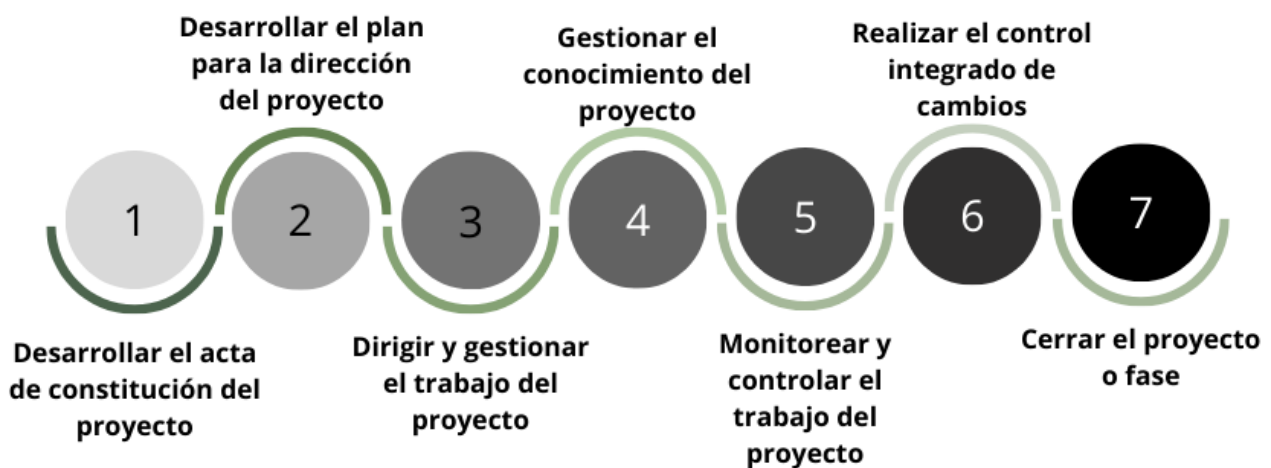 Desarrollar el plan
para la dirección
del proyecto
Gestionar el
conocimiento del
proyecto
Realizar el control
integrado de
cambios
1
2
3
4
5
6
7
Desarrollar el acta
de constitución del
proyecto
Dirigir y gestionar
el trabajo del
proyecto
Monitorear y
controlar el
trabajo del
proyecto
Cerrar el proyecto
o fase